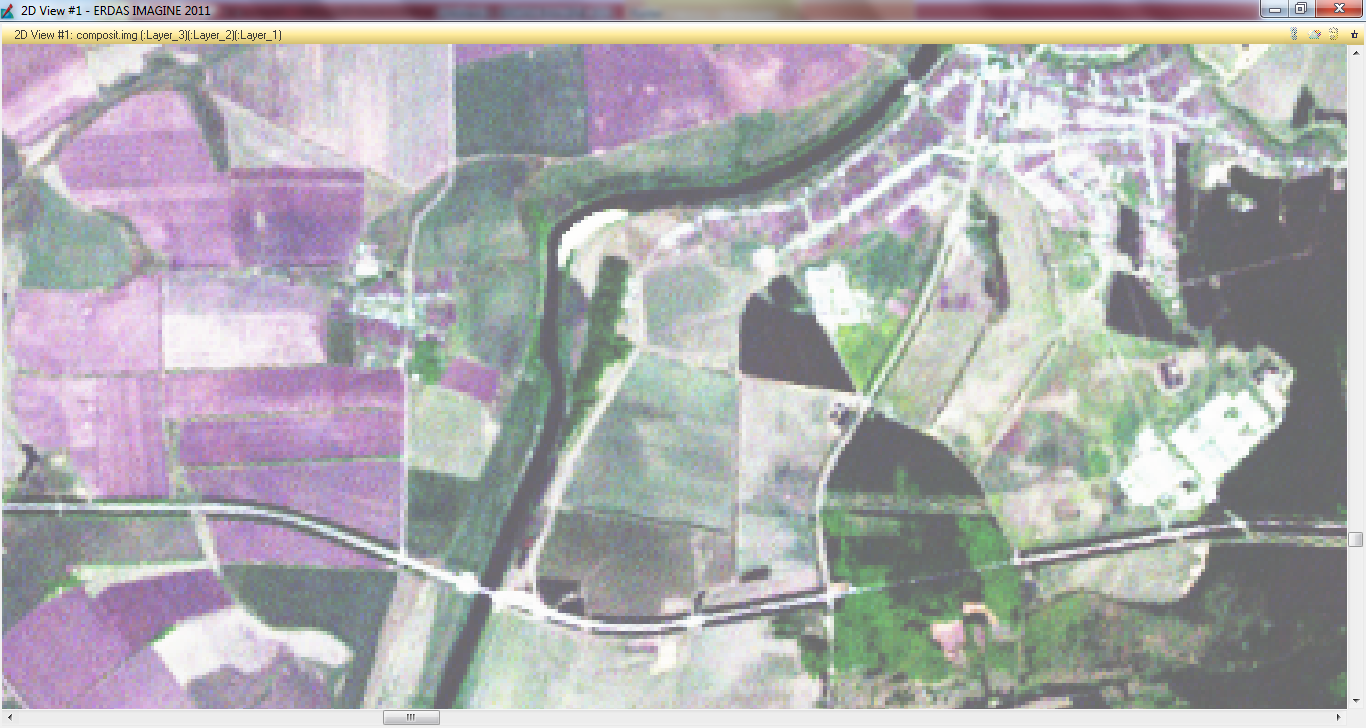 2D View #1 - ERDAS IMAGINE 2011
2D View #1: composit.img (:Layer_3)(:Layer_2)(:Layer_1)